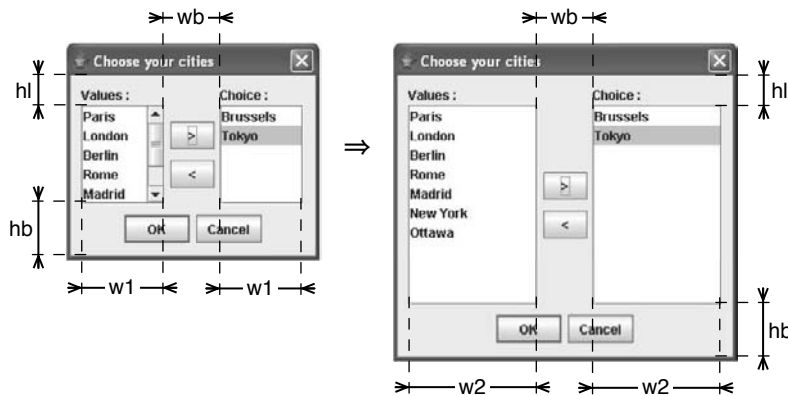 wb
Choose your cities
hl
Values :
Choice :
Paris
London
Berlin
Rome
Madrid
>
<
Brussels
Tokyo
hb
OK
Cancel
w1
w1
⇒
wb
Choose your cities
hl
Values :
Choice :
Paris
London
Berlin
Rome
Madrid
New York
Ottawa
>
<
Brussels
Tokyo
OK
Cancel
hb
w2
w2